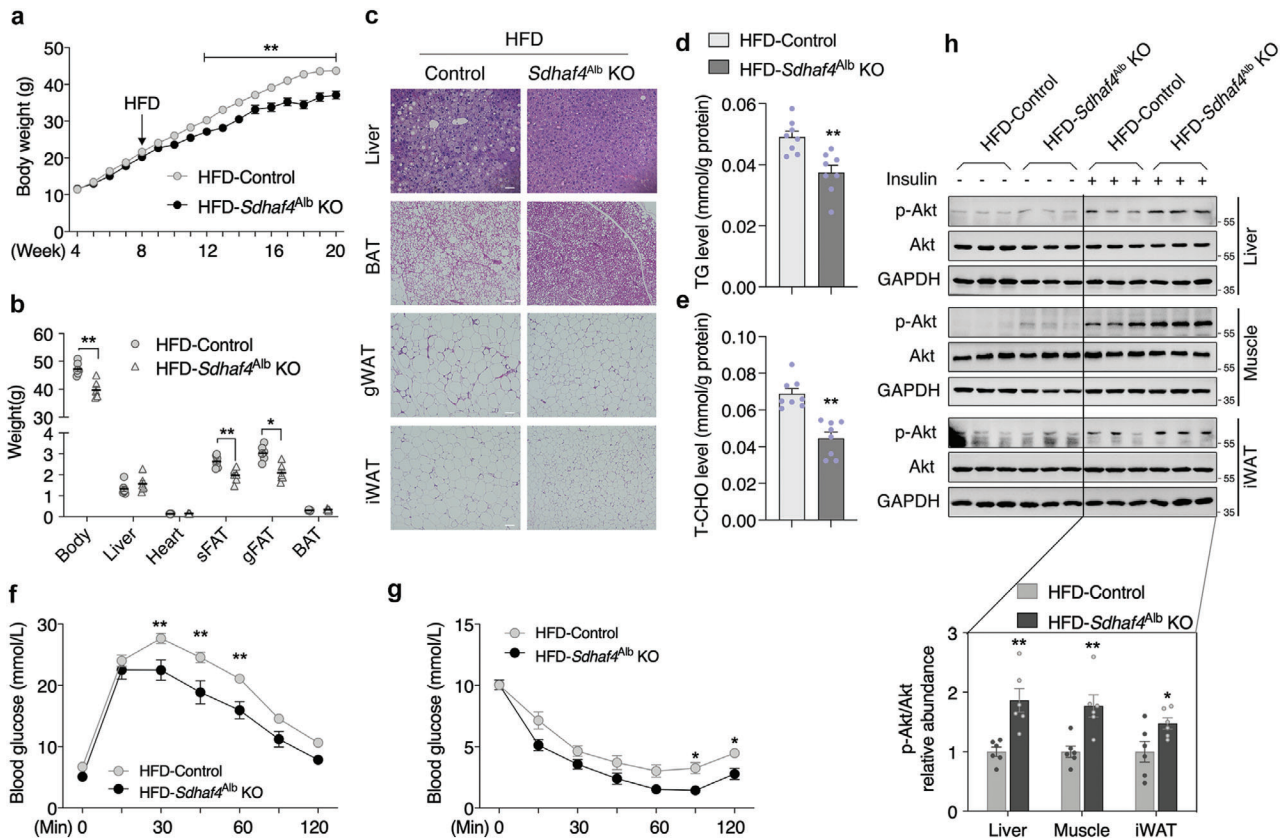 a
Body weight (g)
50
40
30
20
10
0
**
HFD
HFD-Control
HFD-Sdhaf4Alb KO
(Week)
4
6
8
10
12
14
16
18
20
b
Weight(g)
60
50
40
30
4
3
2
1
0
**
**
*
HFD-Control
HFD-Sdhaf4Alb KO
Body
Liver
Heart
sFAT
gFAT
BAT
c
HFD
Control
Sdhaf4Alb KO
Liver
BAT
gWAT
iWAT
d
HFD-Control
HFD-Sdhaf4Alb KO
TG level (mmol/g protein)
0.06
0.04
0.02
0.00
**
e
T-CHO level (mmol/g protein)
0.10
0.08
0.06
0.04
0.02
0.00
**
f
Blood glucose (mmol/L)
30
20
10
0
**
**
**
HFD-Control
HFD-Sdhaf4Alb KO
(Min)
0
30
60
120
g
Blood glucose (mmol/L)
15
10
5
0
*
*
HFD-Control
HFD-Sdhaf4Alb KO
(Min)
0
30
60
120
h
HFD-Control
HFD-Sdhaf4Alb KO
HFD-Control
HFD-Sdhaf4Alb KO
Insulin - - - - - - + + + + + +
p-Akt
55
Akt
55
GAPDH
35
Liver
p-Akt
55
Akt
55
GAPDH
35
Muscle
p-Akt
55
Akt
55
GAPDH
35
iWAT
HFD-Control
HFD-Sdhaf4Alb KO
p-Akt/Akt
relative abundance
3
2
1
0
**
**
*
Liver
Muscle
iWAT